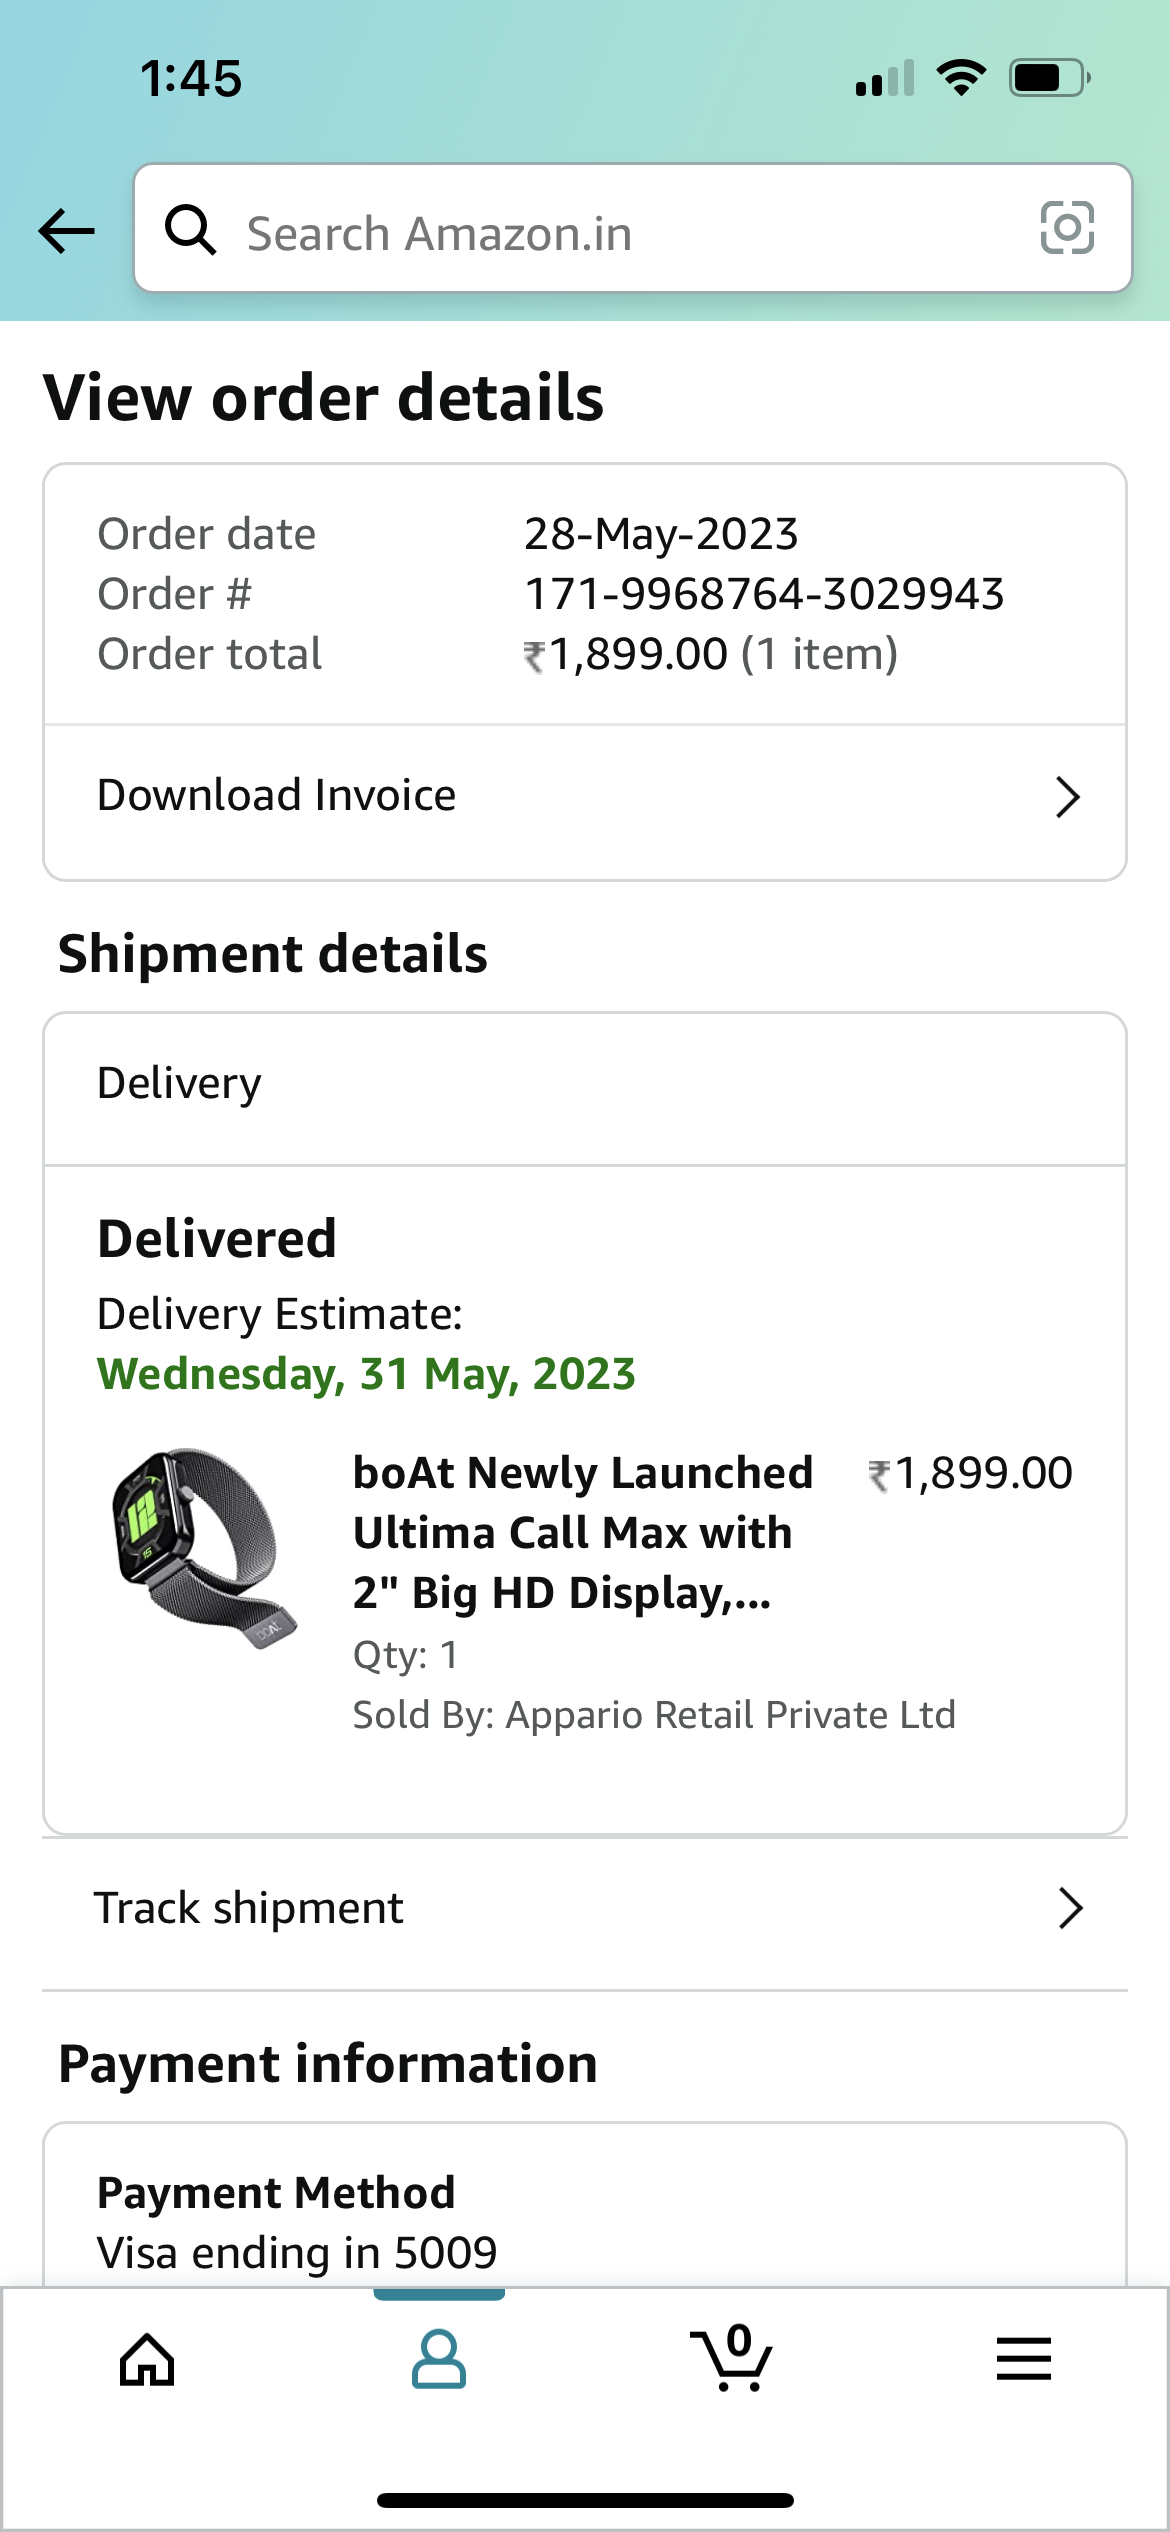 1:45
Search Amazon.in
View order details
Order date 28-May-2023
Order # 171-9968764-3029943
Order total ₹1,899.00 (1 item)
Download Invoice
Shipment details
Delivery
Delivered
Delivery Estimate:
Wednesday, 31 May, 2023
boAt Newly Launched ₹1,899.00
Ultima Call Max with
2" Big HD Display,...
Qty: 1
Sold By: Appario Retail Private Ltd
12
15
boAt
Track shipment
Payment information
Payment Method
Visa ending in 5009
0